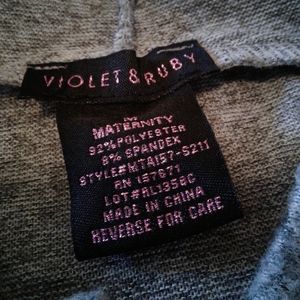 VIOLET & RUBY
M
MATERNITY
92% POLYESTER
8% SPANDEX
STYLE#MTA157-S211
RN 157671
LOT#RL1358C
MADE IN CHINA
REVERSE FOR CARE